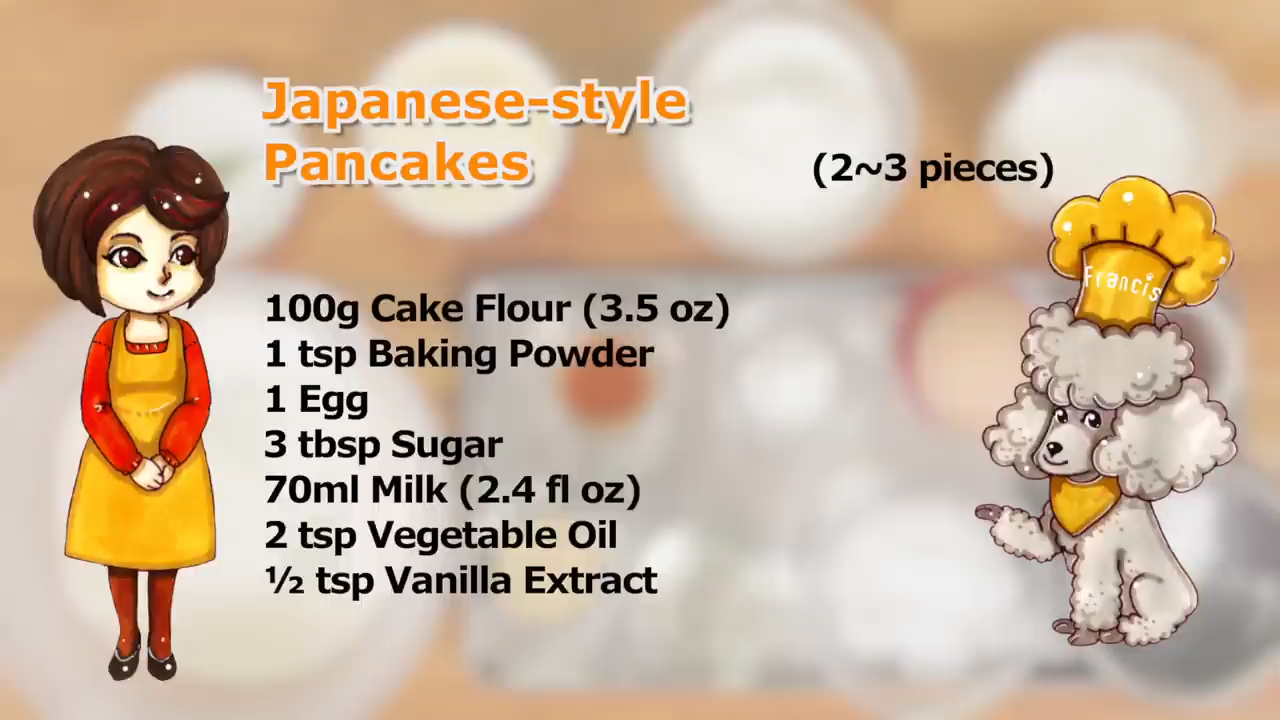 Japanese-style
Pancakes
(2~3 pieces)
Francis
100g Cake Flour (3.5 oz)
1 tsp Baking Powder
1 Egg
3 tbsp Sugar
70ml Milk (2.4 fl oz)
2 tsp Vegetable Oil
½ tsp Vanilla Extract